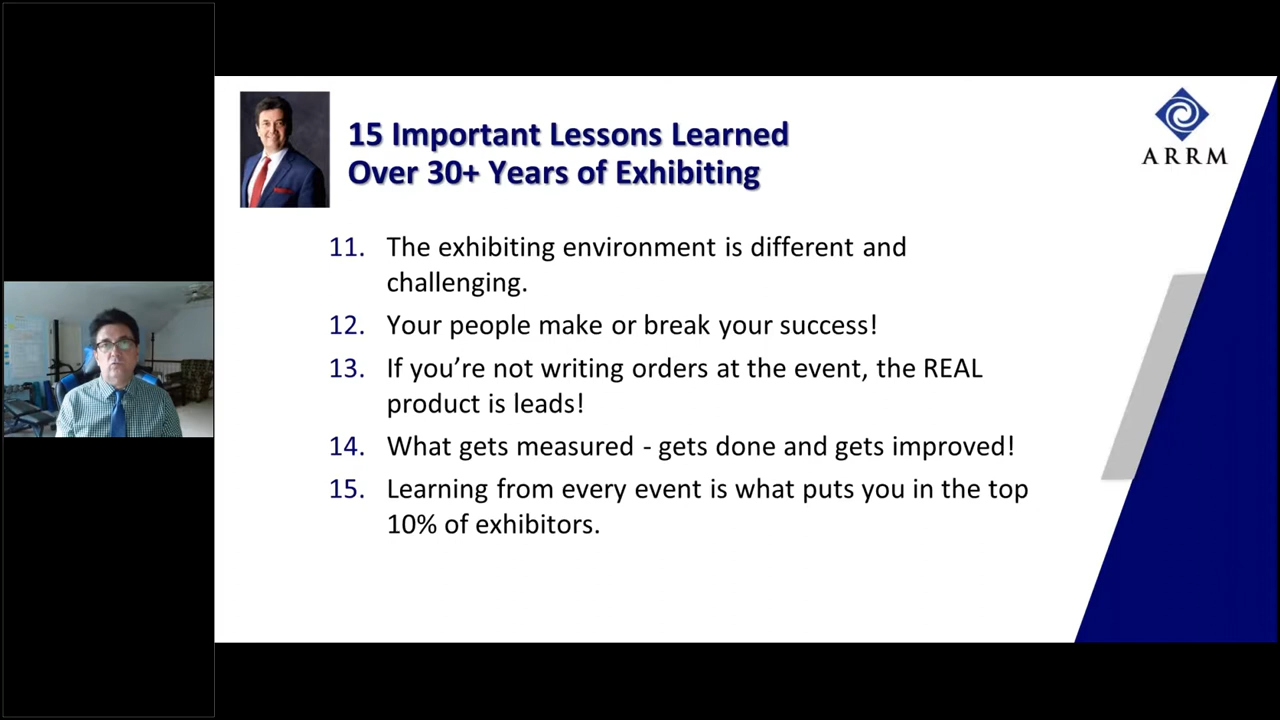 15 Important Lessons Learned
Over 30+ Years of Exhibiting
ARRM
11. The exhibiting environment is different and
challenging.
12. Your people make or break your success!
13. If you’re not writing orders at the event, the REAL
product is leads!
14. What gets measured - gets done and gets improved!
15. Learning from every event is what puts you in the top
10% of exhibitors.